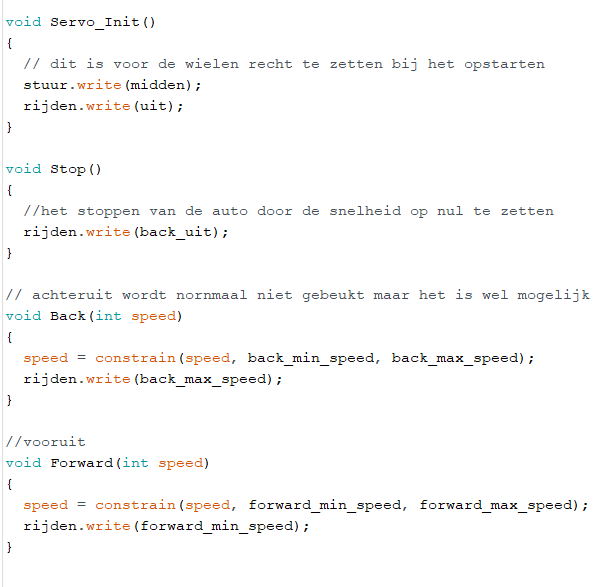 void Servo_Init()
{
  // dit is voor de wielen recht te zetten bij het opstarten
  stuur.write(midden);
  rijden.write(uit);
}

void Stop()
{
  //het stoppen van de auto door de snelheid op nul te zetten
  rijden.write(back_uit);
}

// achteruit wordt nornmaal niet gebeukt maar het is wel mogelijk
void Back(int speed)
{
  speed = constrain(speed, back_min_speed, back_max_speed);
  rijden.write(back_max_speed);
}

//vooruit
void Forward(int speed)
{
  speed = constrain(speed, forward_min_speed, forward_max_speed);
  rijden.write(forward_min_speed);
}